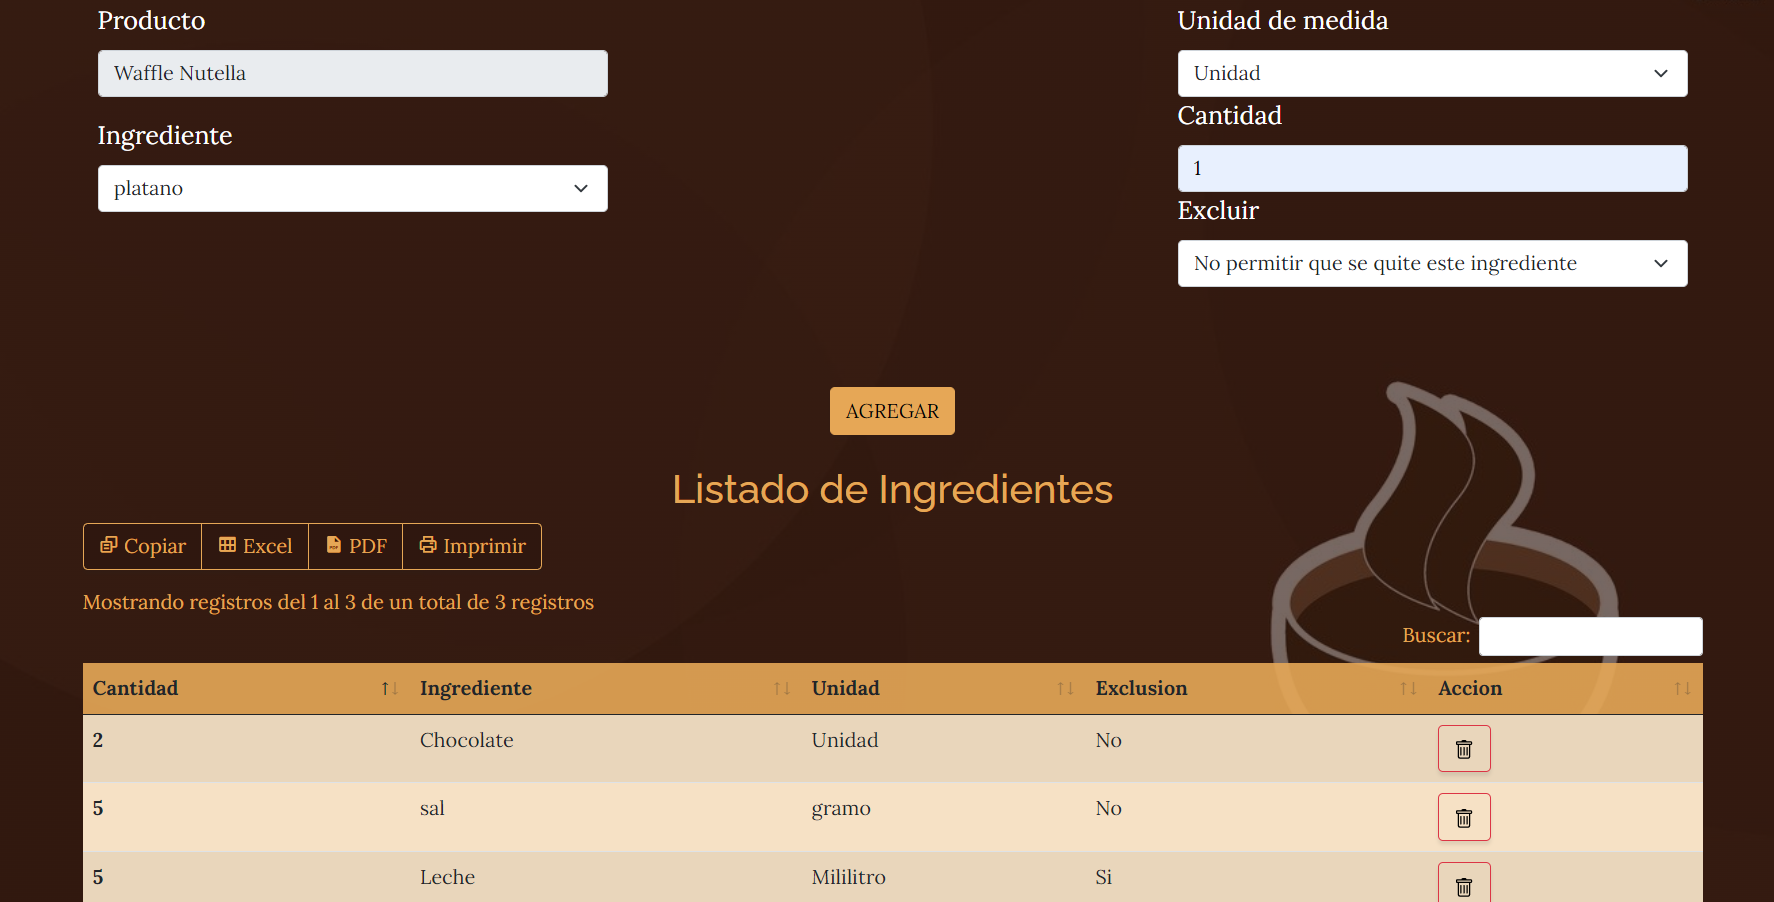 Producto
Waffle Nutella
Ingrediente
platano
Unidad de medida
Unidad
Cantidad
1
Excluir
No permitir que se quite este ingrediente
AGREGAR
Listado de Ingredientes
Copiar Excel PDF Imprimir
Mostrando registros del 1 al 3 de un total de 3 registros
Buscar:
Cantidad Ingrediente Unidad Exclusion Accion
2 Chocolate Unidad No
5 sal gramo No
5 Leche Mililitro Si